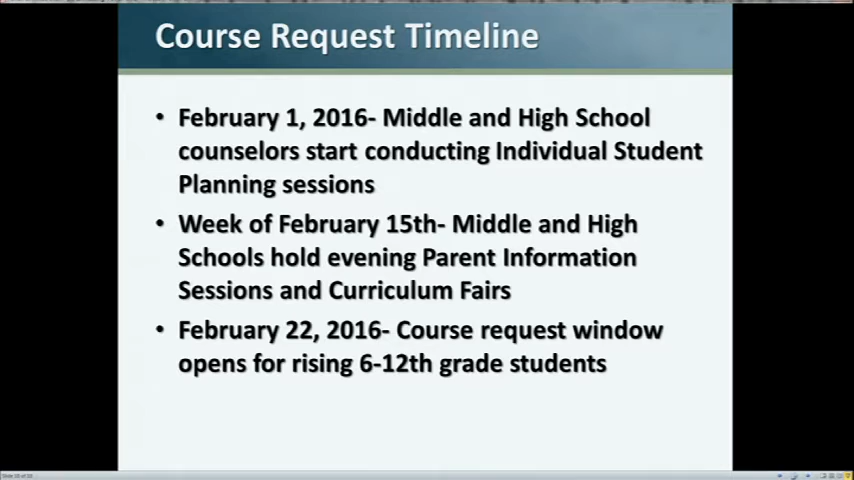 Course Request Timeline
• February 1, 2016- Middle and High School
counselors start conducting Individual Student
Planning sessions
• Week of February 15th- Middle and High
Schools hold evening Parent Information
Sessions and Curriculum Fairs
• February 22, 2016- Course request window
opens for rising 6-12th grade students